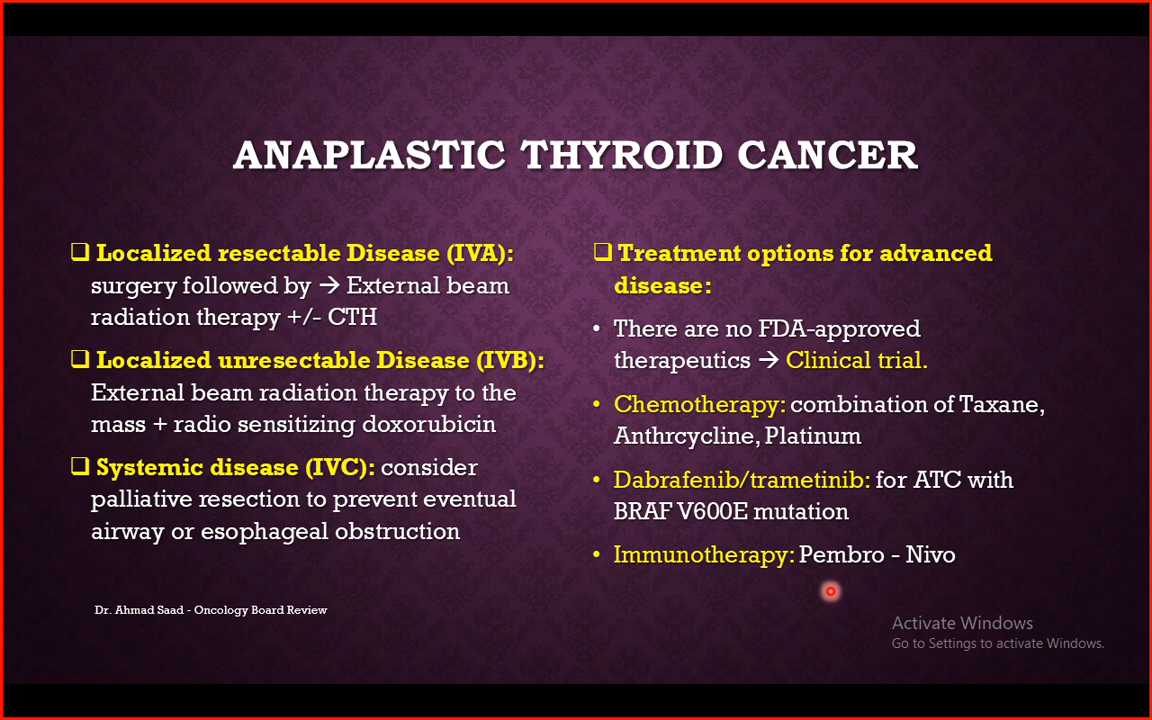 ANAPLASTIC THYROID CANCER
❑ Localized resectable Disease (IVA):
surgery followed by → External beam
radiation therapy +/- CTH
❑ Localized unresectable Disease (IVB):
External beam radiation therapy to the
mass + radio sensitizing doxorubicin
❑ Systemic disease (IVC): consider
palliative resection to prevent eventual
airway or esophageal obstruction
❑ Treatment options for advanced
disease:
• There are no FDA-approved
therapeutics → Clinical trial.
• Chemotherapy: combination of Taxane,
Anthrcycline, Platinum
• Dabrafenib/trametinib: for ATC with
BRAF V600E mutation
• Immunotherapy: Pembro - Nivo
Dr. Ahmad Saad - Oncology Board Review
Activate Windows
Go to Settings to activate Windows.